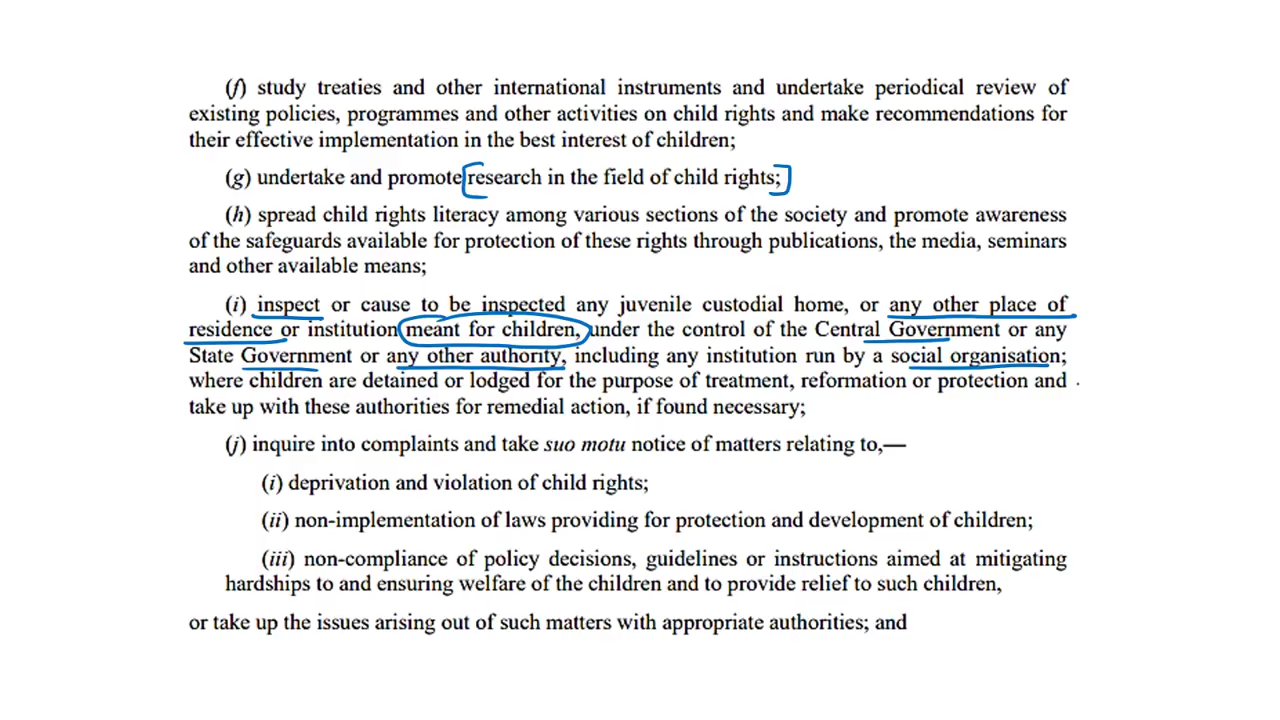 (f) study treaties and other international instruments and undertake periodical review of
existing policies, programmes and other activities on child rights and make recommendations for
their effective implementation in the best interest of children;
(g) undertake and promote research in the field of child rights;
(h) spread child rights literacy among various sections of the society and promote awareness
of the safeguards available for protection of these rights through publications, the media, seminars
and other available means;
(i) inspect or cause to be inspected any juvenile custodial home, or any other place of
residence or institution meant for children, under the control of the Central Government or any
State Government or any other authority, including any institution run by a social organisation;
where children are detained or lodged for the purpose of treatment, reformation or protection and
take up with these authorities for remedial action, if found necessary;
(j) inquire into complaints and take suo motu notice of matters relating to,—
(i) deprivation and violation of child rights;
(ii) non-implementation of laws providing for protection and development of children;
(iii) non-compliance of policy decisions, guidelines or instructions aimed at mitigating
hardships to and ensuring welfare of the children and to provide relief to such children,
or take up the issues arising out of such matters with appropriate authorities; and